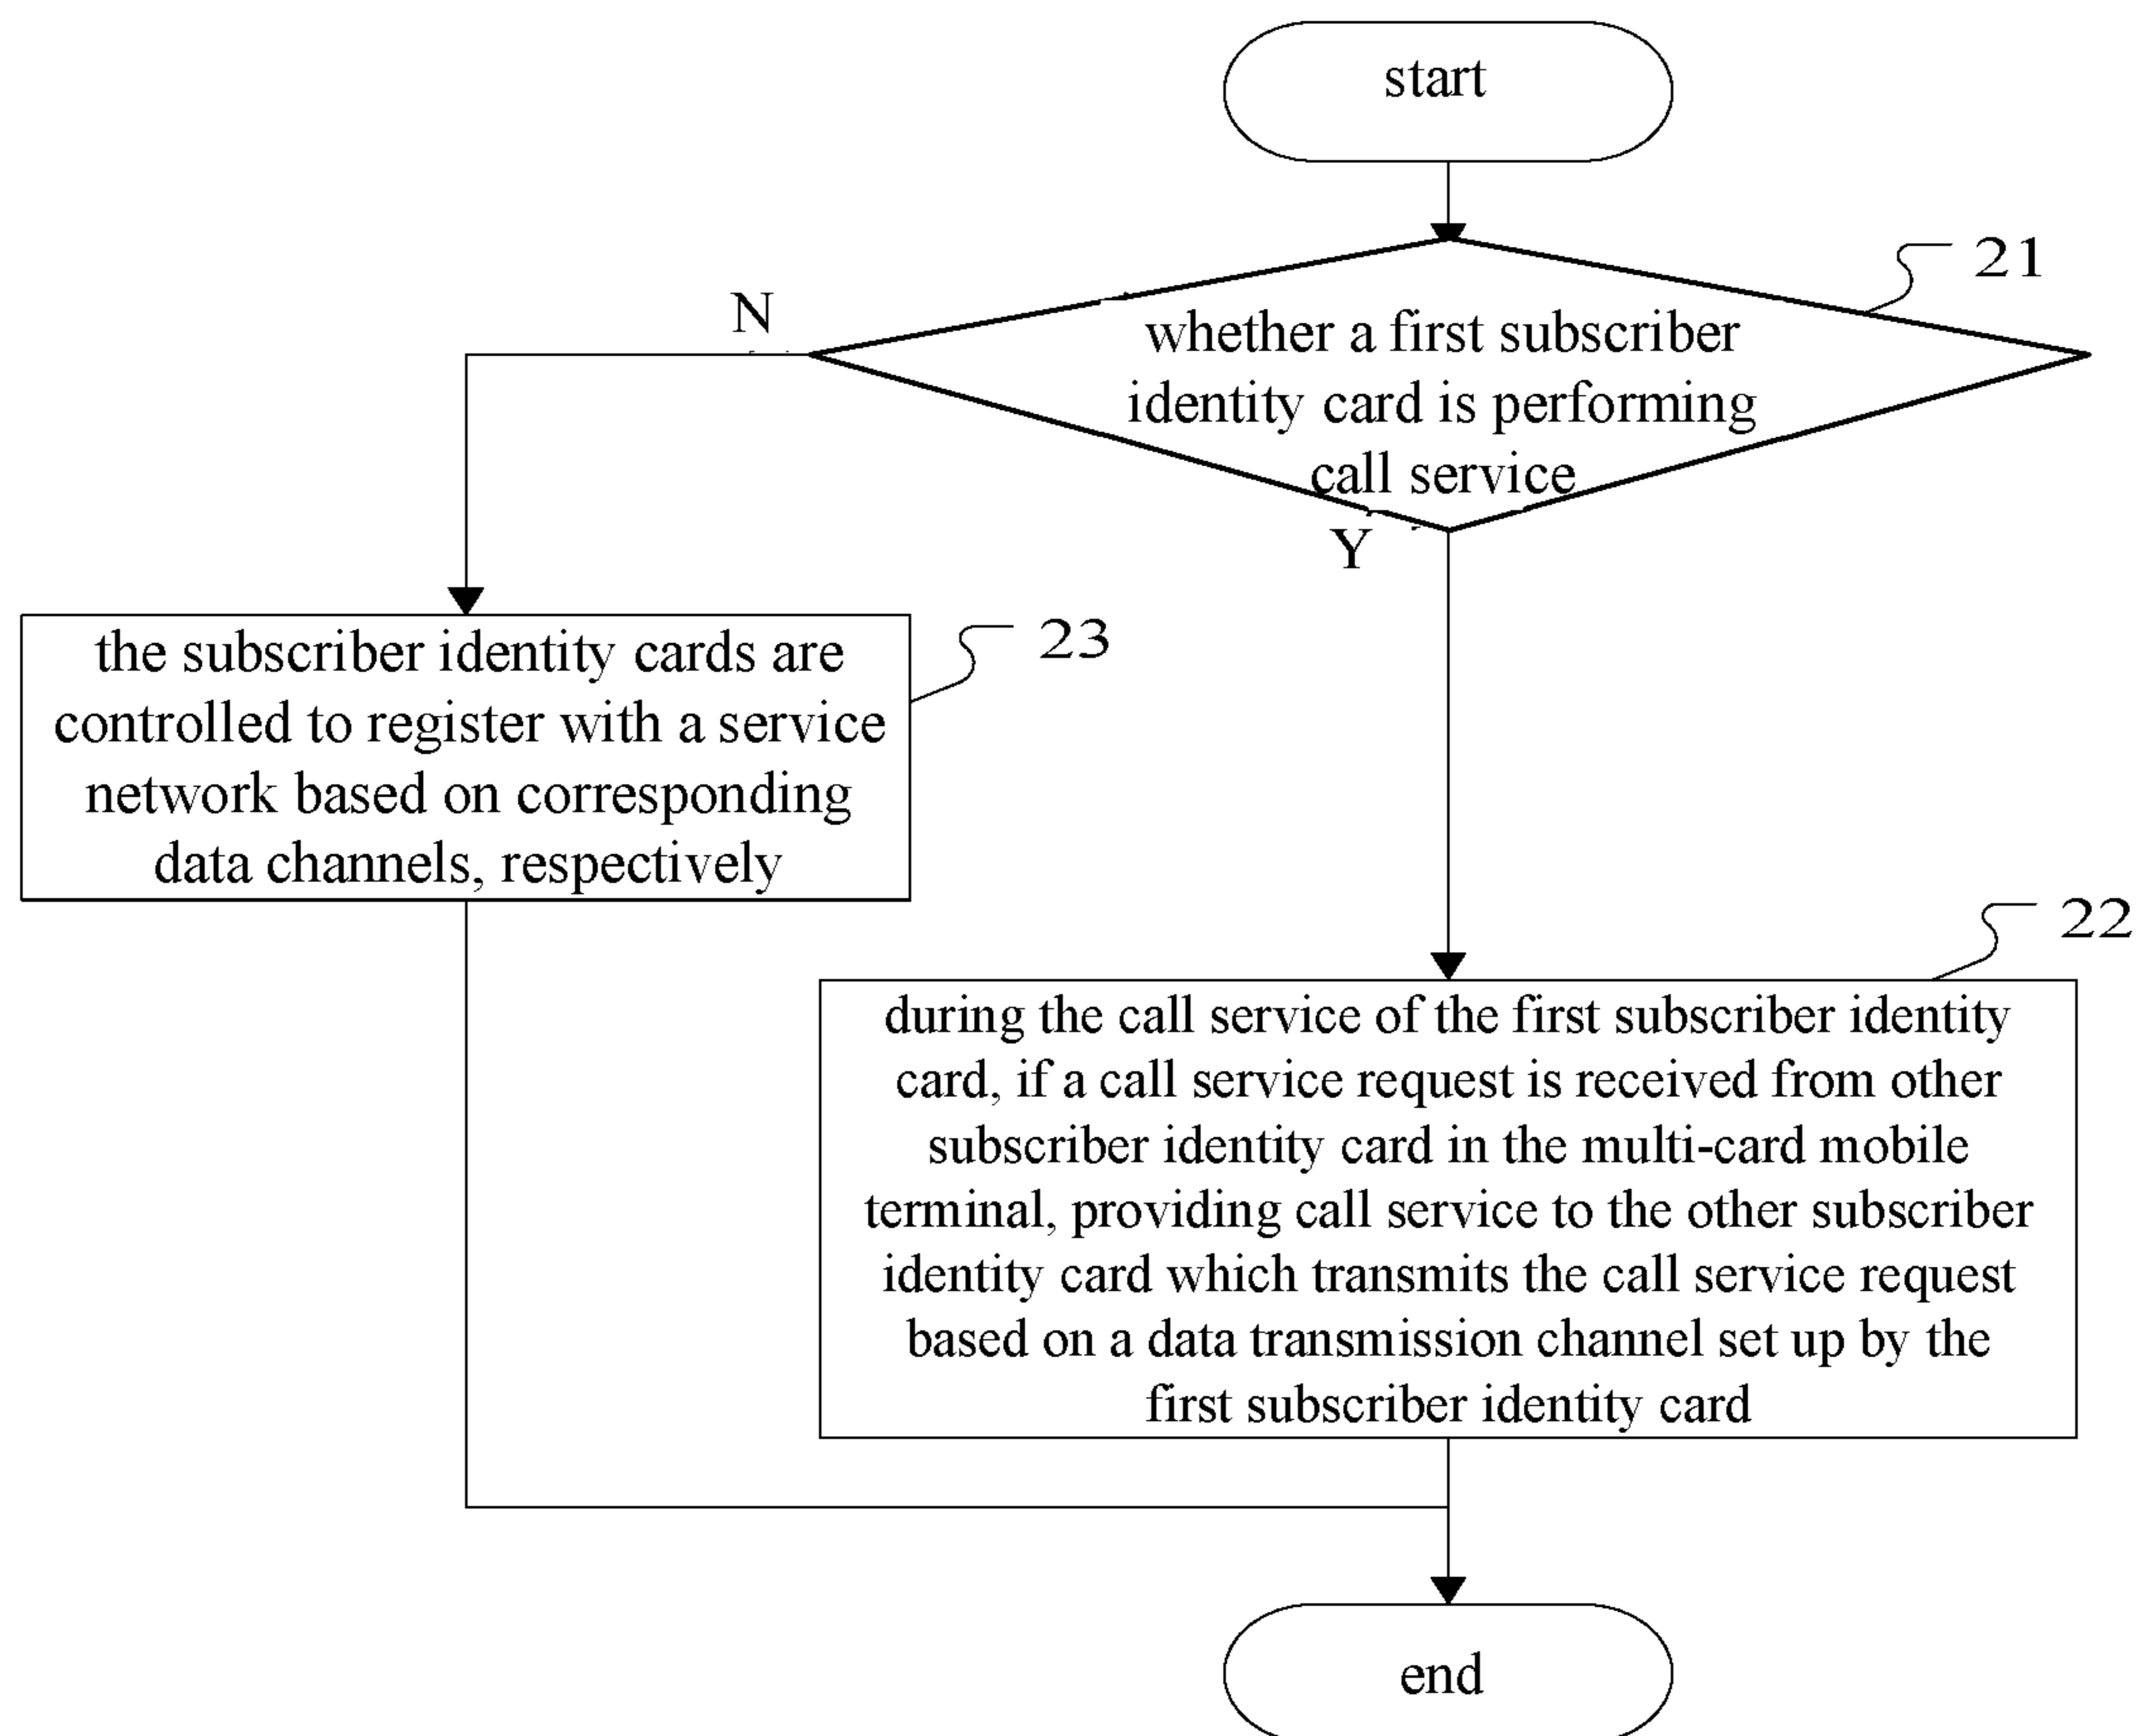 start
21
N
whether a first subscriber
identity card is performing
call service
Y
23
the subscriber identity cards are
controlled to register with a service
network based on corresponding
data channels, respectively
22
during the call service of the first subscriber identity
card, if a call service request is received from other
subscriber identity card in the multi-card mobile
terminal, providing call service to the other subscriber
identity card which transmits the call service request
based on a data transmission channel set up by the
first subscriber identity card
end